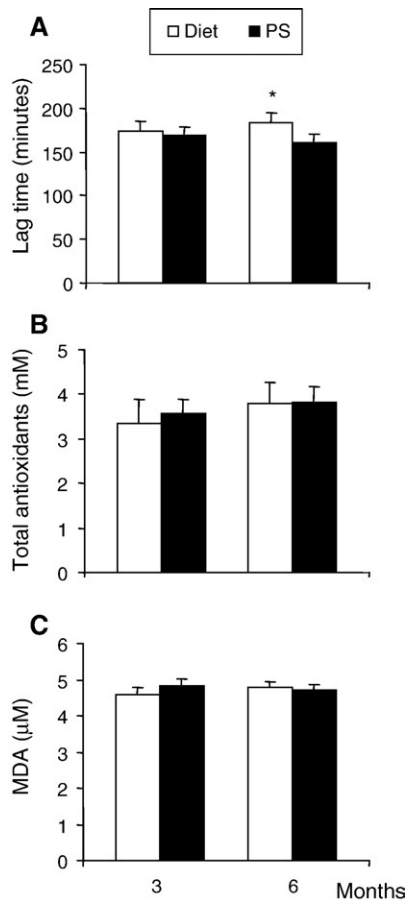 A
Diet PS
250
200
150
100
50
0
Lag time (minutes)
*
B
5
4
3
2
1
0
Total antioxidants (mM)
C
6
5
4
3
2
1
0
MDA (μM)
3 6 Months